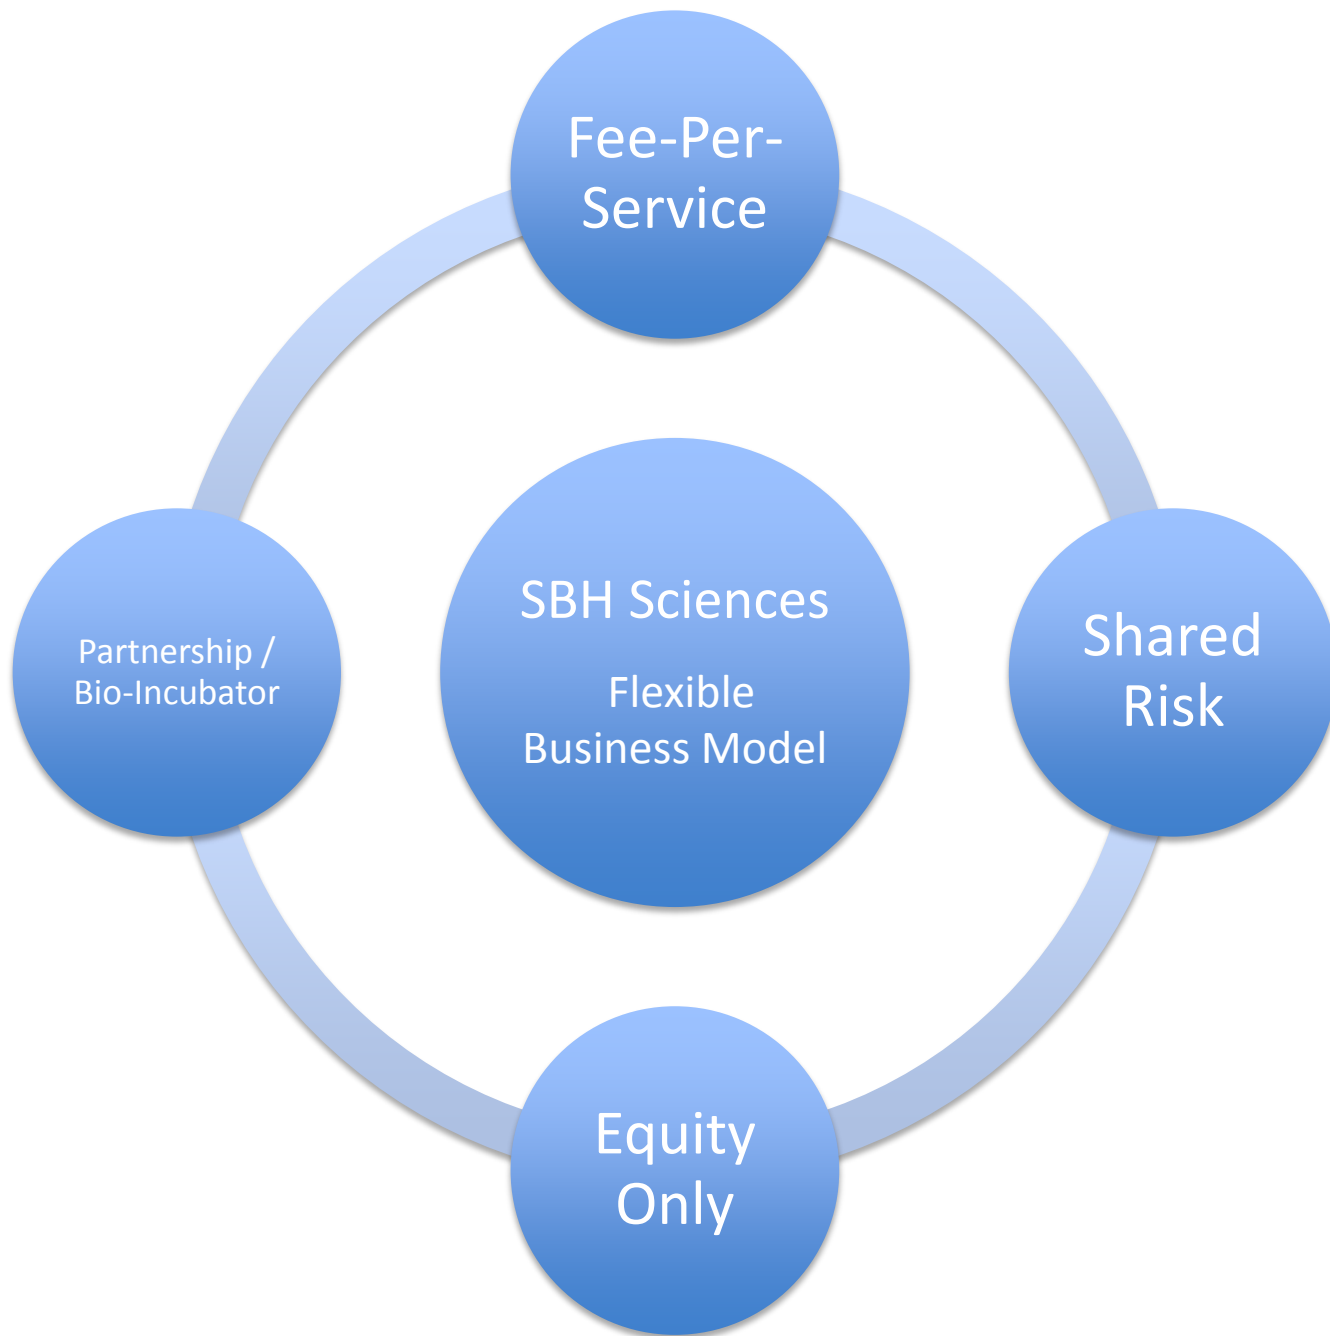 Fee-Per-
Service
SBH Sciences
Flexible
Business Model
Partnership /
Bio-Incubator
Shared
Risk
Equity
Only